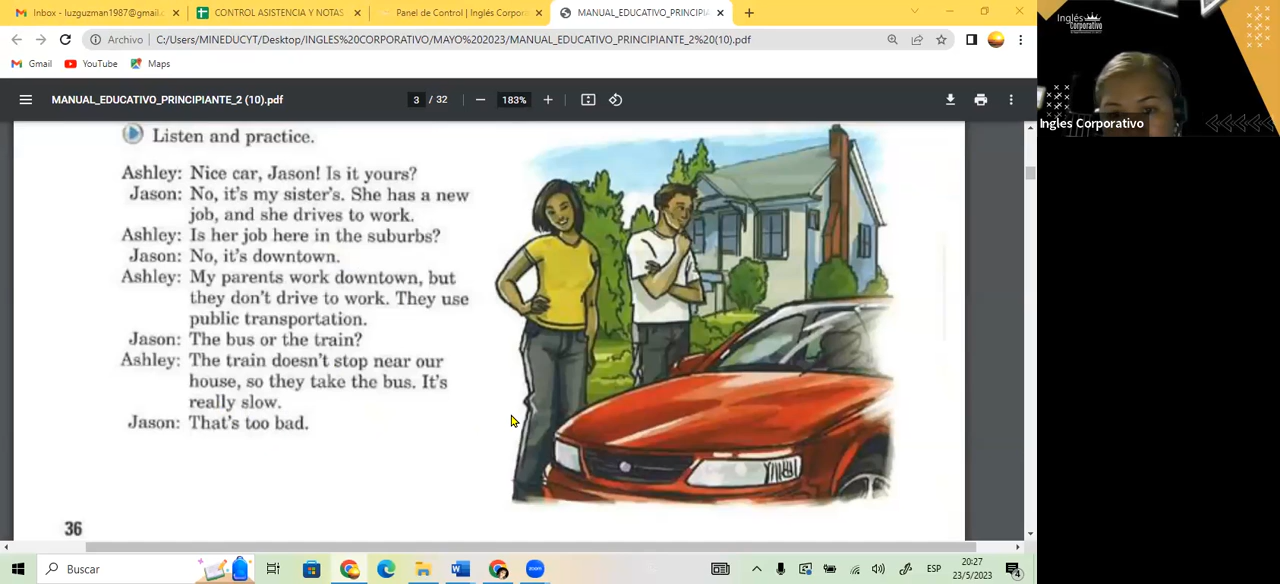 Inbox - luzguzman1987@gmail.c
CONTROL ASISTENCIA Y NOTAS
Panel de Control | Inglés Corpora
MANUAL_EDUCATIVO_PRINCIPIA
Archivo
C:/Users/MINEDUCYT/Desktop/INGLES%20CORPORATIVO/MAYO%202023/MANUAL_EDUCATIVO_PRINCIPIANTE_2%20(10).pdf
Gmail
YouTube
Maps
MANUAL_EDUCATIVO_PRINCIPIANTE_2 (10).pdf
3 / 32
183%
Listen and practice.
Ashley: Nice car, Jason! Is it yours?
Jason: No, it's my sister's. She has a new
job, and she drives to work.
Ashley: Is her job here in the suburbs?
Jason: No, it's downtown.
Ashley: My parents work downtown, but
they don't drive to work. They use
public transportation.
Jason: The bus or the train?
Ashley: The train doesn't stop near our
house, so they take the bus. It's
really slow.
Jason: That's too bad.
36
Inglés
Corporativo
Ingles Corporativo
Buscar
ESP
20:27
23/5/2023
4
zoom